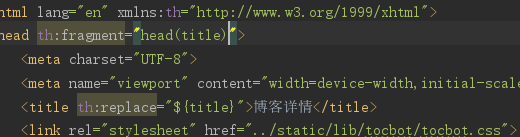 ntml lang="en" xmlns:th="http://www.w3.org/1999/xhtml">
head th:fragment="head(title)">
<meta charset="UTF-8">
<meta name="viewport" content="width=device-width,initial-scale
<title th:replace="${title}">博客详情</title>
<link rel="stylesheet" href="../static/lib/tocbot/tocbot.css">